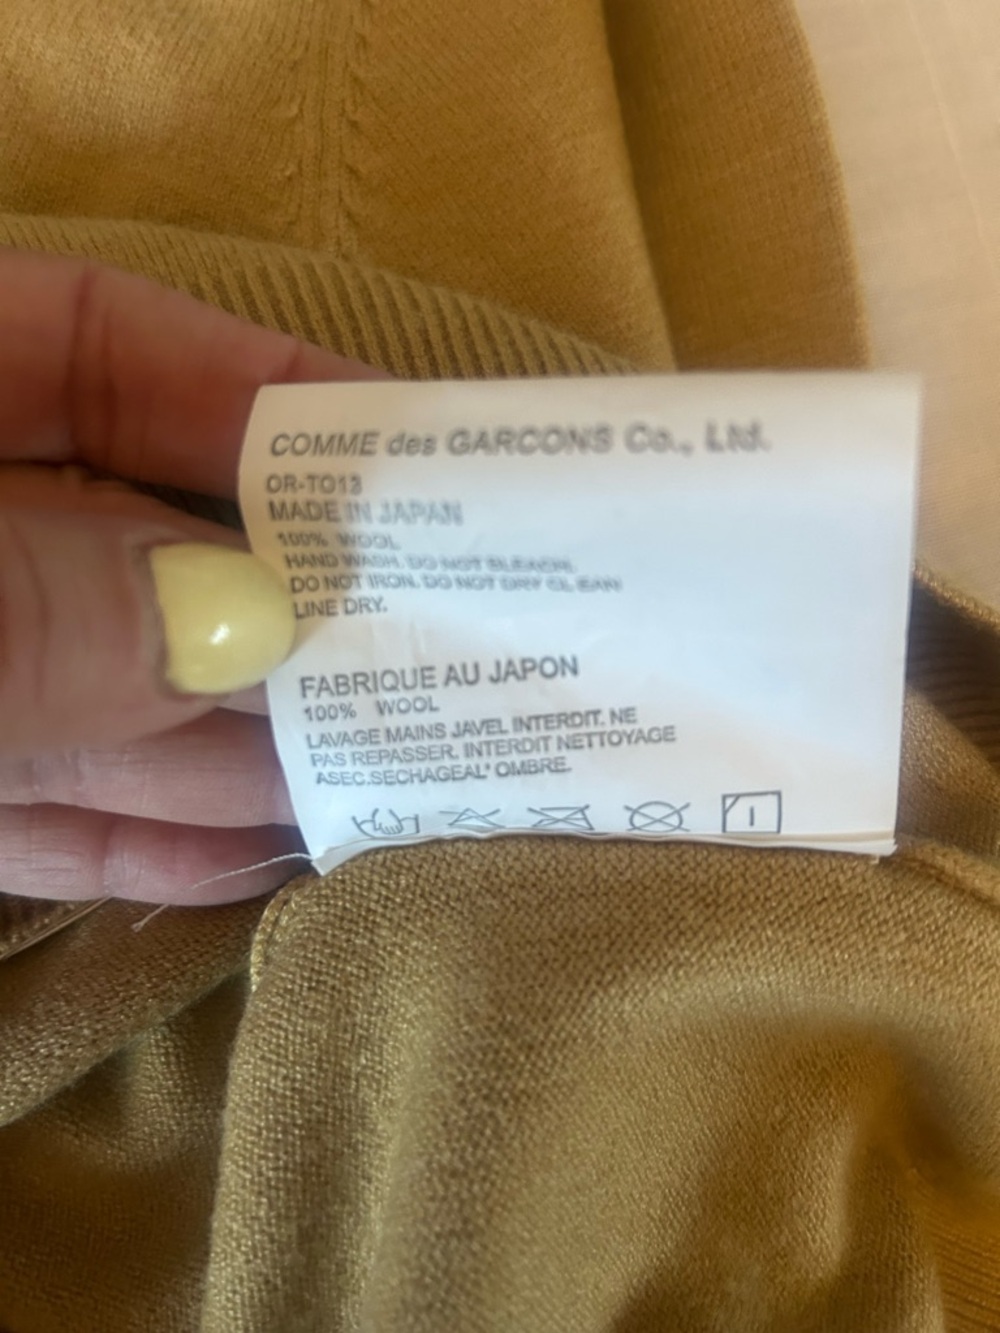 COMME des GARCONS Co., Ltd.
OR-TO13
MADE IN JAPAN
100% WOOL
HAND WASH. DO NOT BLEACH.
DO NOT IRON. DO NOT DRY CLEAN
LINE DRY.
FABRIQUE AU JAPON
100% WOOL
LAVAGE MAINS JAVEL INTERDIT. NE
PAS REPASSER. INTERDIT NETTOYAGE
ASEC.SECHAGEAL' OMBRE.